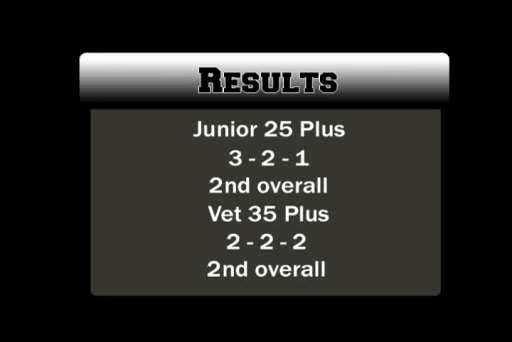 Results
Junior 25 Plus
3 - 2 - 1
2nd overall
Vet 35 Plus
2 - 2 - 2
2nd overall